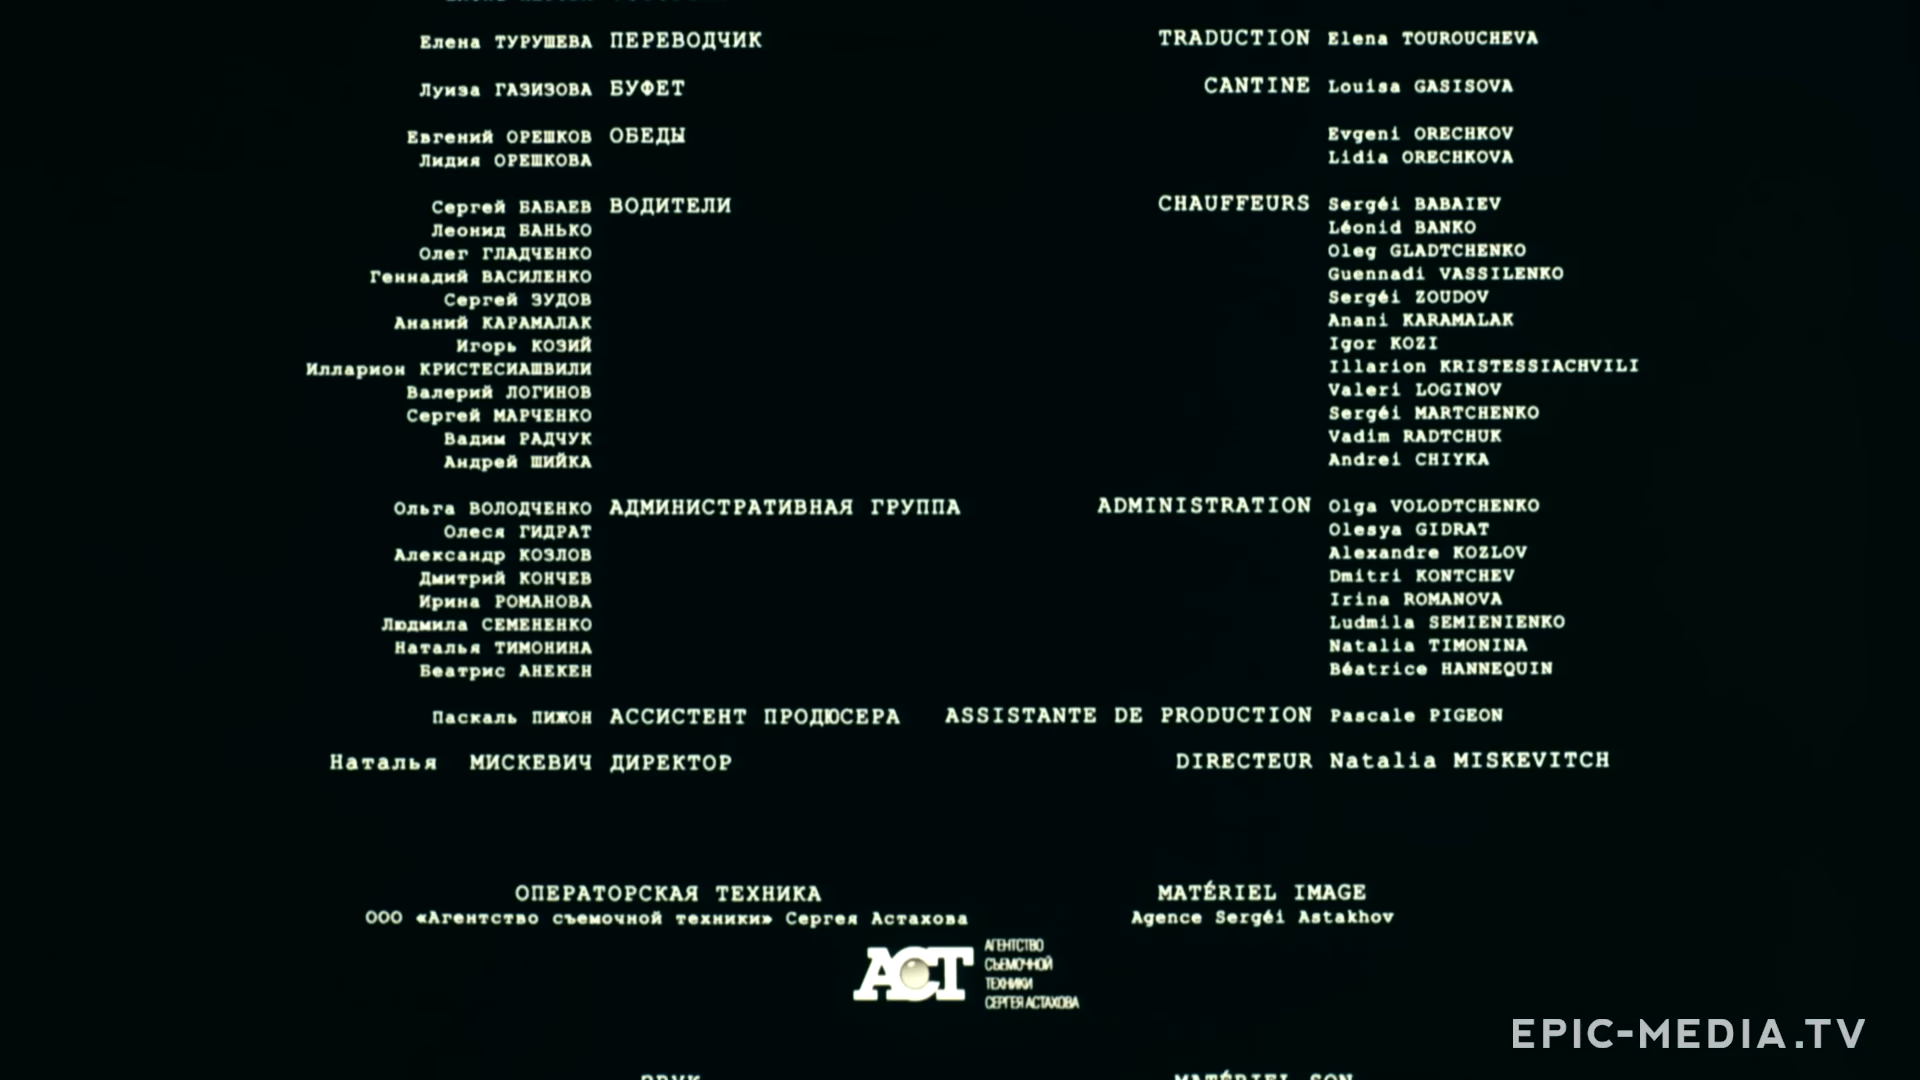 Елена ТУРУШЕВА ПЕРЕВОДЧИК TRADUCTION Elena TOUROUCHEVA
Луиза ГАЗИЗОВА БУФЕТ CANTINE Louisa GASISOVA
Евгений ОРЕШКОВ ОБЕДЫ Evgeni ORECHKOV
Лидия ОРЕШКОВА Lidia ORECHKOVA
Сергей БАБАЕВ ВОДИТЕЛИ CHAUFFEURS Sergéi BABAIEV
Леонид БАНЬКО Léonid BANKO
Олег ГЛАДЧЕНКО Oleg GLADTCHENKO
Геннадий ВАСИЛЕНКО Guennadi VASSILENKO
Сергей ЗУДОВ Sergéi ZOUDOV
Ананий КАРАМАЛАК Anani KARAMALAK
Игорь КОЗИЙ Igor KOZI
Илларион КРИСТЕСИАШВИЛИ Illarion KRISTESSIACHVILI
Валерий ЛОГИНОВ Valeri LOGINOV
Сергей МАРЧЕНКО Sergéi MARTCHENKO
Вадим РАДЧУК Vadim RADTCHUK
Андрей ШИЙКА Andrei CHIYKA
Ольга ВОЛОДЧЕНКО АДМИНИСТРАТИВНАЯ ГРУППА ADMINISTRATION Olga VOLODTCHENKO
Олеся ГИДРАТ Olesya GIDRAT
Александр КОЗЛОВ Alexandre KOZLOV
Дмитрий КОНЧЕВ Dmitri KONTCHEV
Ирина РОМАНОВА Irina ROMANOVA
Людмила СЕМЕНЕНКО Ludmila SEMIENIENKO
Наталья ТИМОНИНА Natalia TIMONINA
Беатрис АНЕКЕН Béatrice HANNEQUIN
Паскаль ПИЖОН АССИСТЕНТ ПРОДЮСЕРА ASSISTANTE DE PRODUCTION Pascale PIGEON
Наталья МИСКЕВИЧ ДИРЕКТОР DIRECTEUR Natalia MISKEVITCH
ОПЕРАТОРСКАЯ ТЕХНИКА MATÉRIEL IMAGE
ООО «Агентство съемочной техники» Сергея Астахова Agence Sergéi Astakhov
АСТ
АГЕНТСТВО
СЪЕМОЧНОЙ
ТЕХНИКИ
СЕРГЕЯ АСТАХОВА
EPIC-MEDIA.TV
ЗВУК MATÉRIEL SON